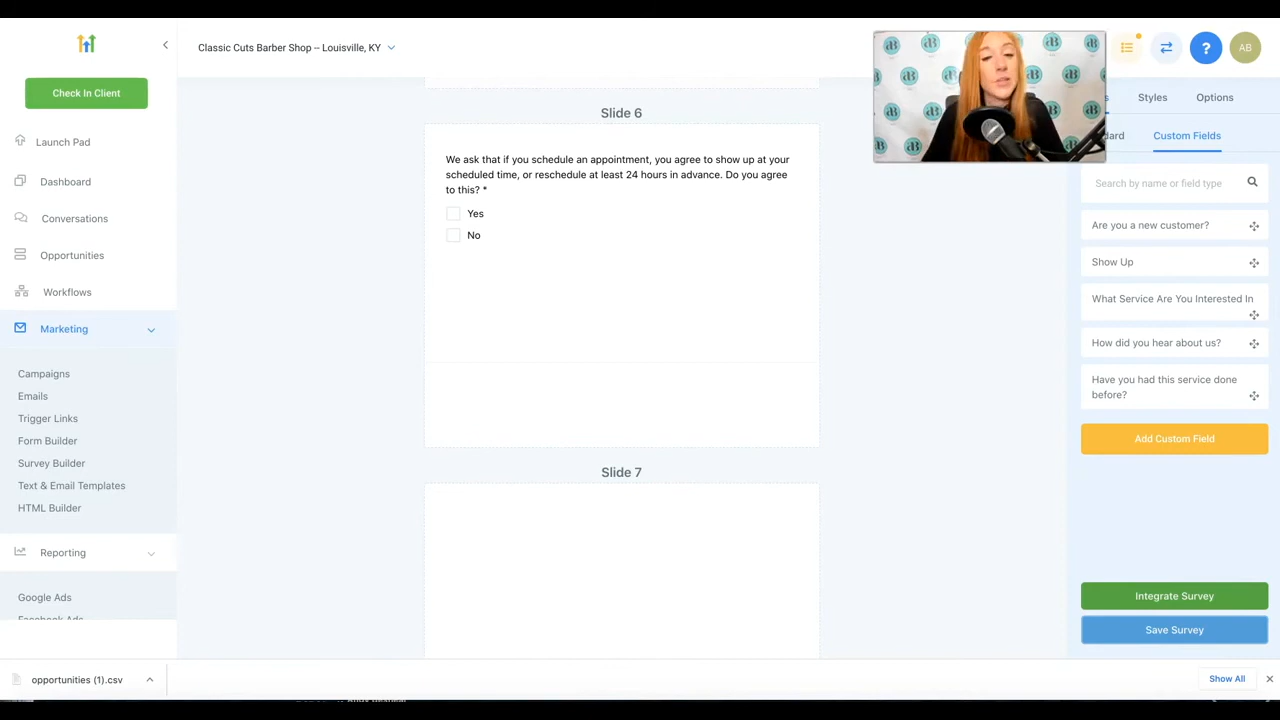 Classic Cuts Barber Shop -- Louisville, KY
?
AB
Check In Client
Launch Pad
Dashboard
Conversations
Opportunities
Workflows
Marketing
Campaigns
Emails
Trigger Links
Form Builder
Survey Builder
Text & Email Templates
HTML Builder
Reporting
Google Ads
Facebook Ads
Slide 6
We ask that if you schedule an appointment, you agree to show up at your
scheduled time, or reschedule at least 24 hours in advance. Do you agree
to this? *
Yes
No
Slide 7
Styles
Options
Custom Fields
Search by name or field type
Are you a new customer?
Show Up
What Service Are You Interested In
How did you hear about us?
Have you had this service done
before?
Add Custom Field
Integrate Survey
Save Survey
opportunities (1).csv
Show All